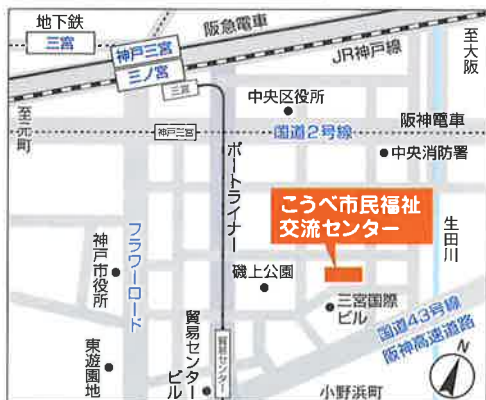 地下鉄
三宮
阪急電車
神戸三宮
三ノ宮
JR神戸線
至大阪
三宮
中央区役所
阪神電車
神戸三宮
国道2号線
中央消防署
至元町
ポートライナー
こうべ市民福祉
交流センター
生田川
フラワーロード
神戸市役所
磯上公園
三宮国際
ビル
国道43号線
阪神高速道路
貿易センター
ビル
貿易センター
東遊園地
小野浜町
N